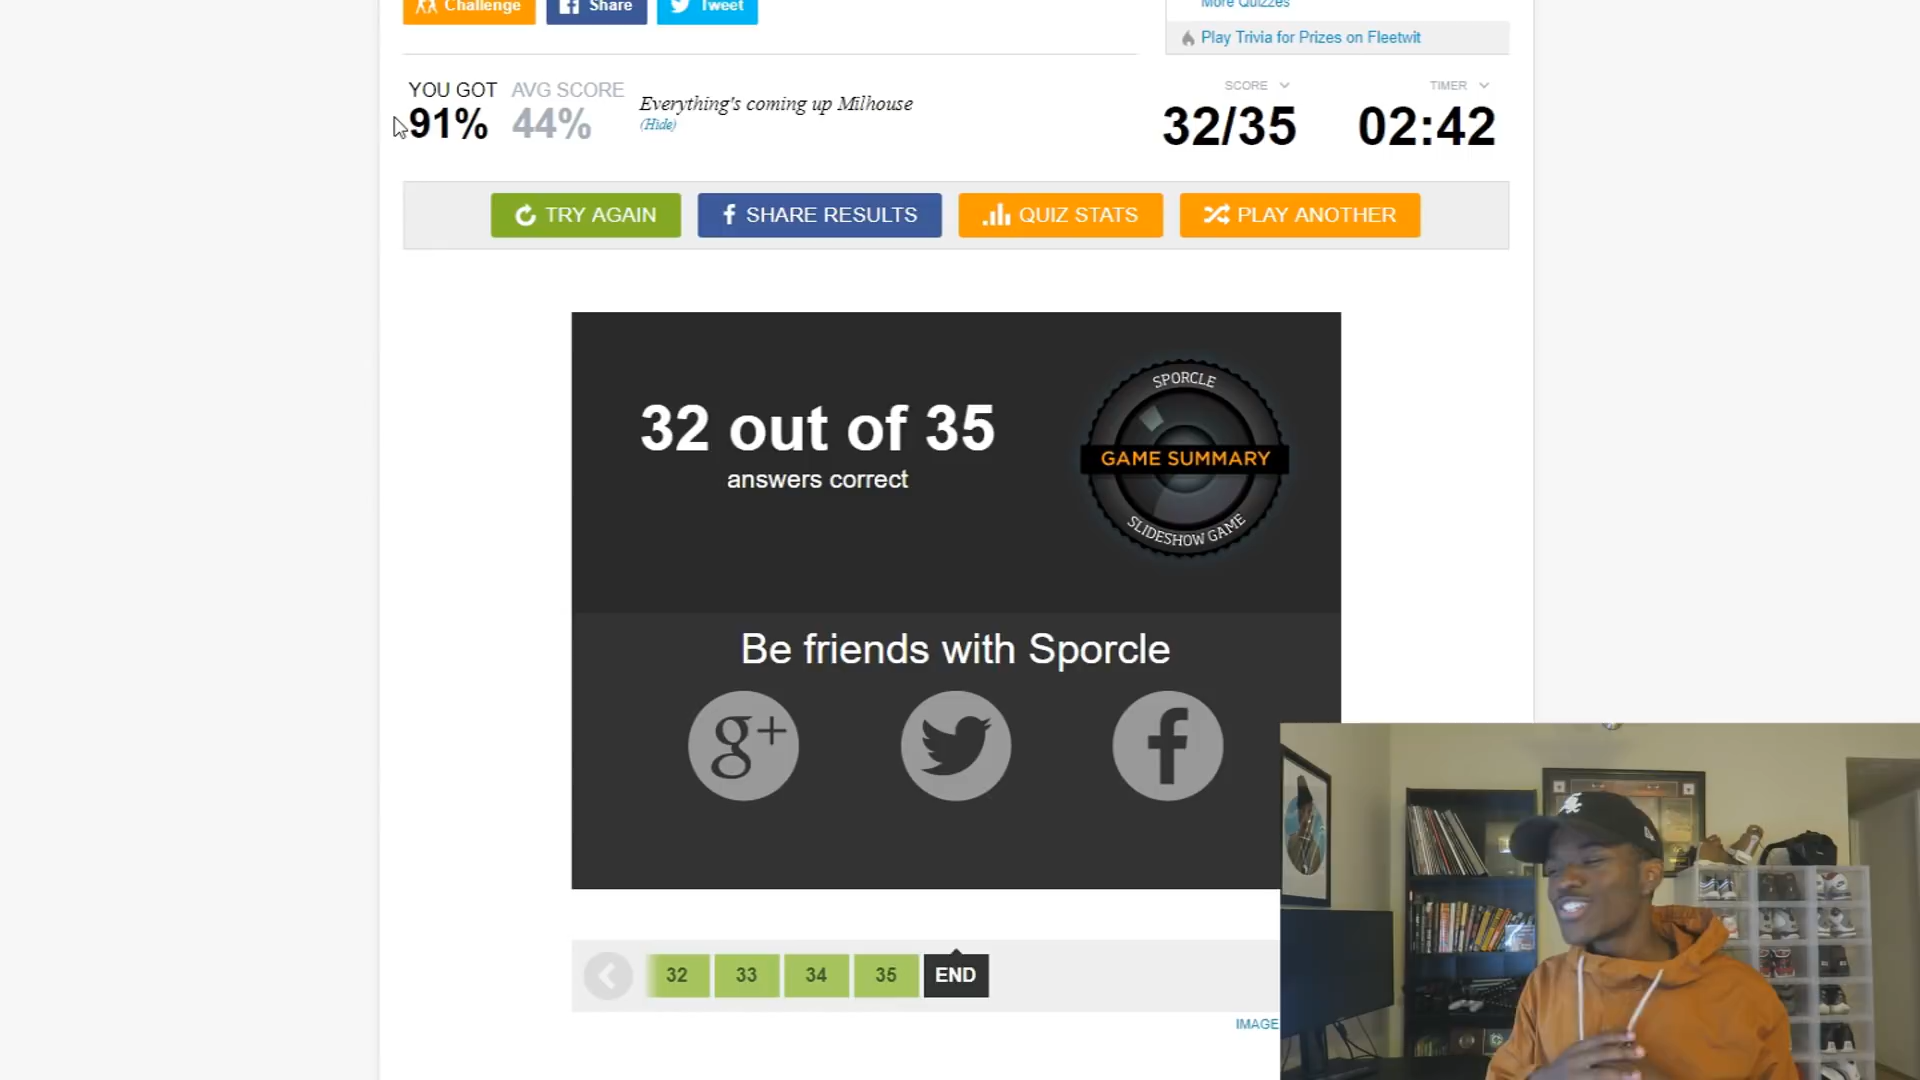 Challenge
Share
Tweet
More Quizzes
Play Trivia for Prizes on Fleetwit
YOU GOT
91%
AVG SCORE
44%
Everything's coming up Milhouse
(Hide)
SCORE
32/35
TIMER
02:42
TRY AGAIN
SHARE RESULTS
QUIZ STATS
PLAY ANOTHER
32 out of 35
answers correct
SPORCLE
GAME SUMMARY
SLIDESHOW GAME
Be friends with Sporcle
g+
f
32
33
34
35
END
IMAGE